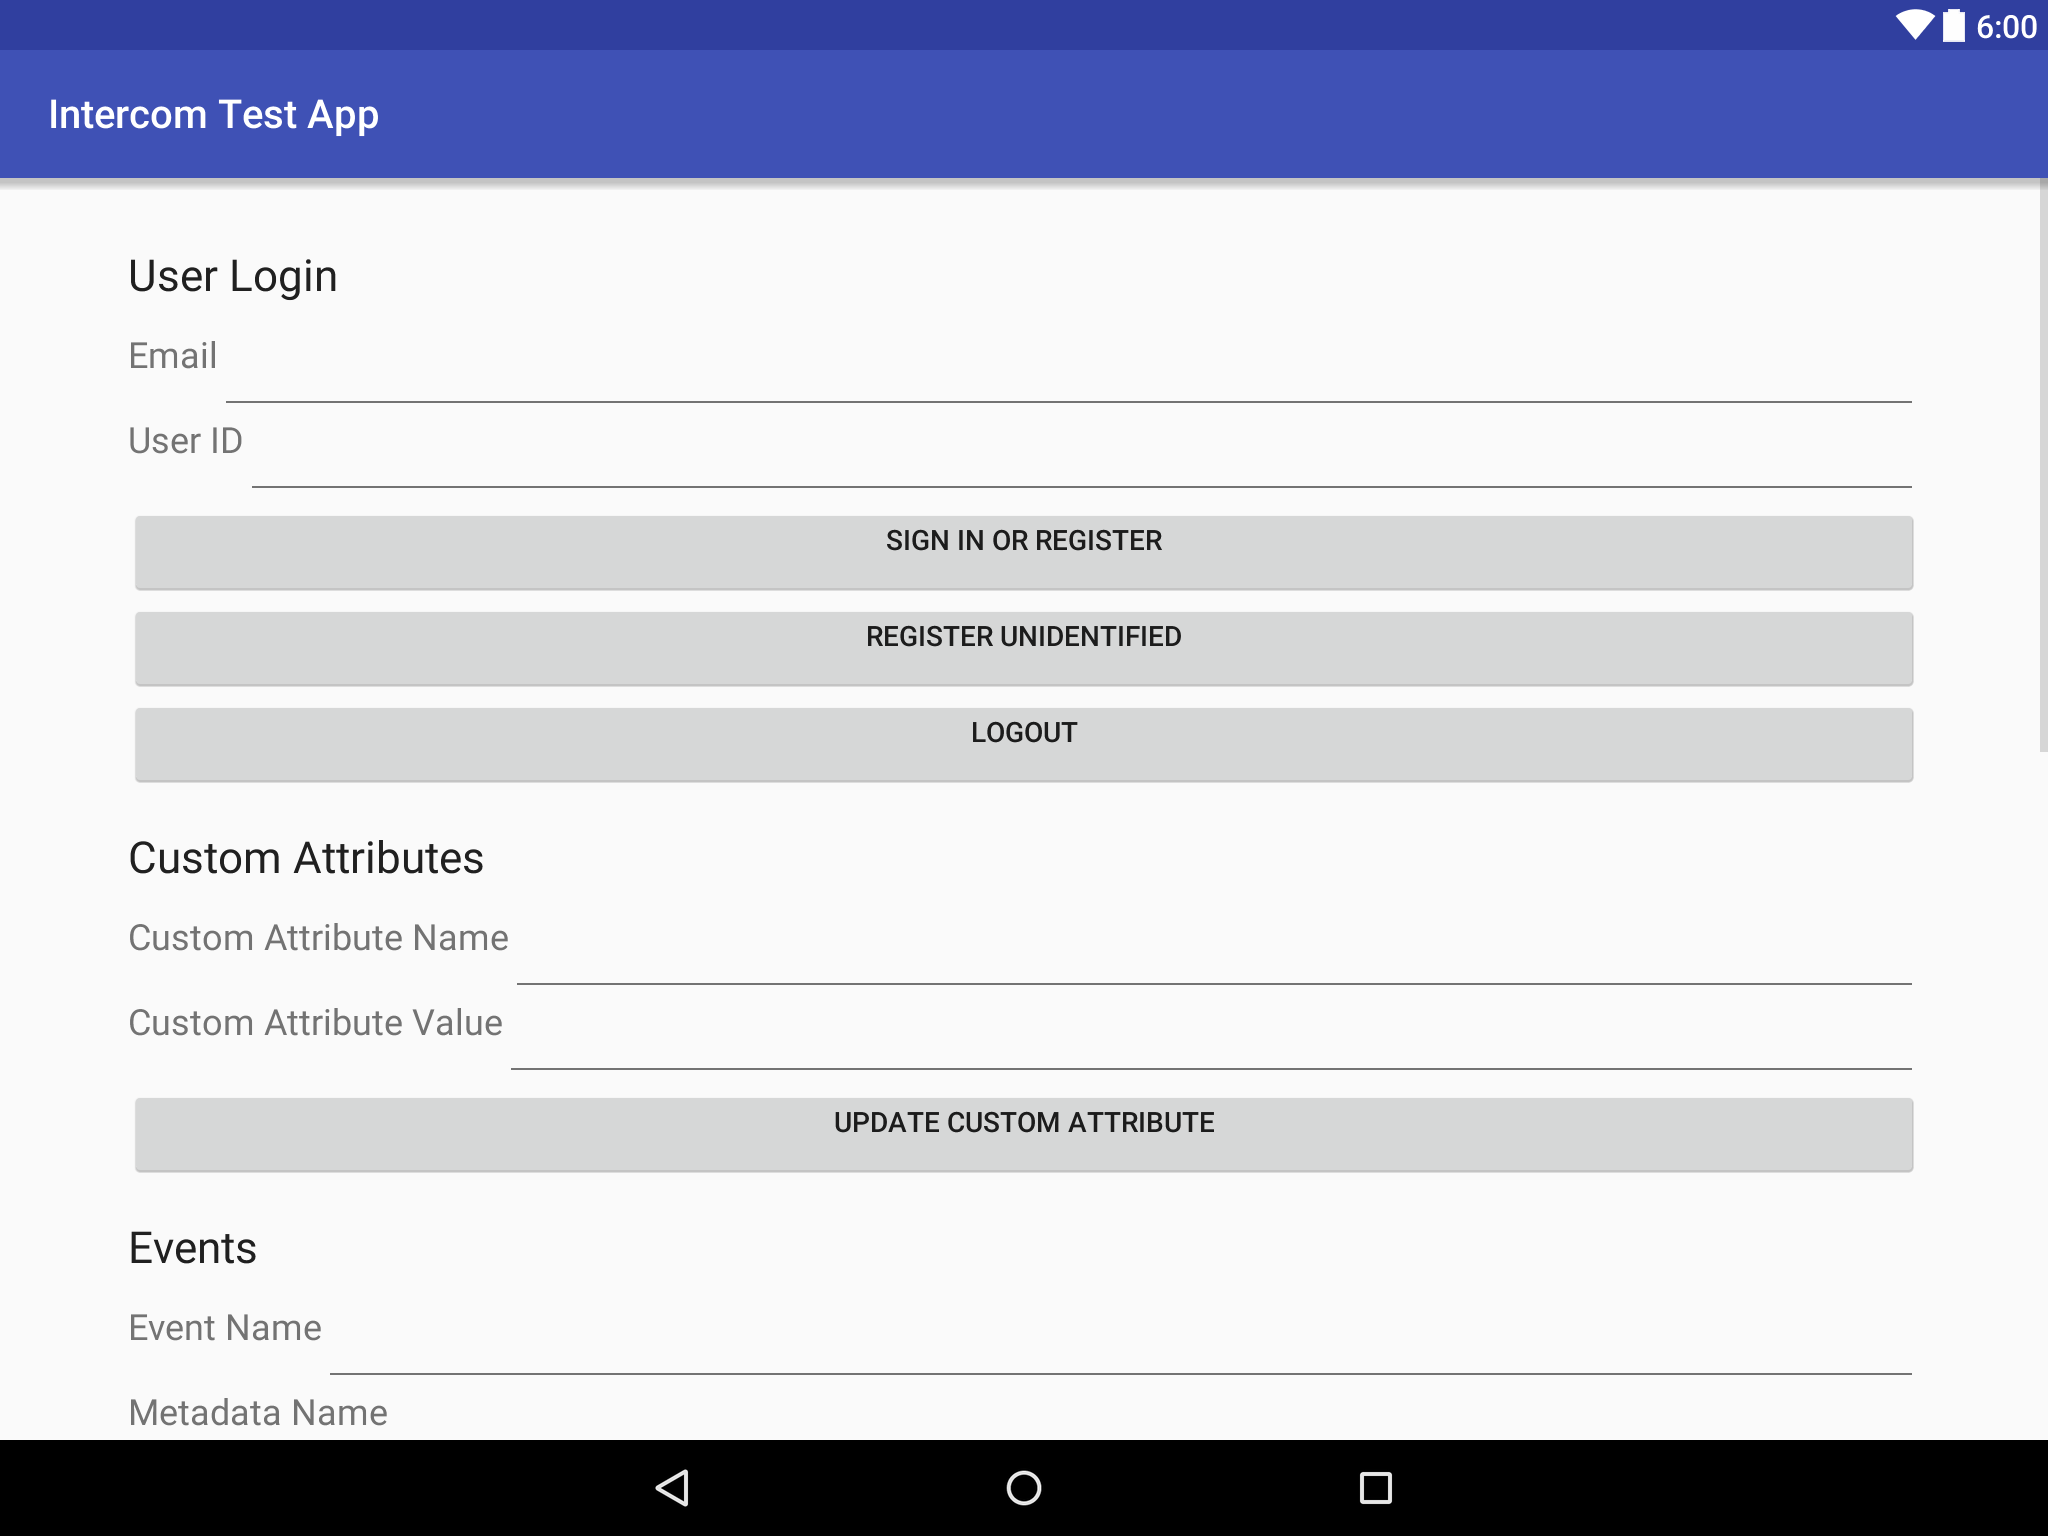 6:00
Intercom Test App
User Login
Email
User ID
SIGN IN OR REGISTER
REGISTER UNIDENTIFIED
LOGOUT
Custom Attributes
Custom Attribute Name
Custom Attribute Value
UPDATE CUSTOM ATTRIBUTE
Events
Event Name
Metadata Name